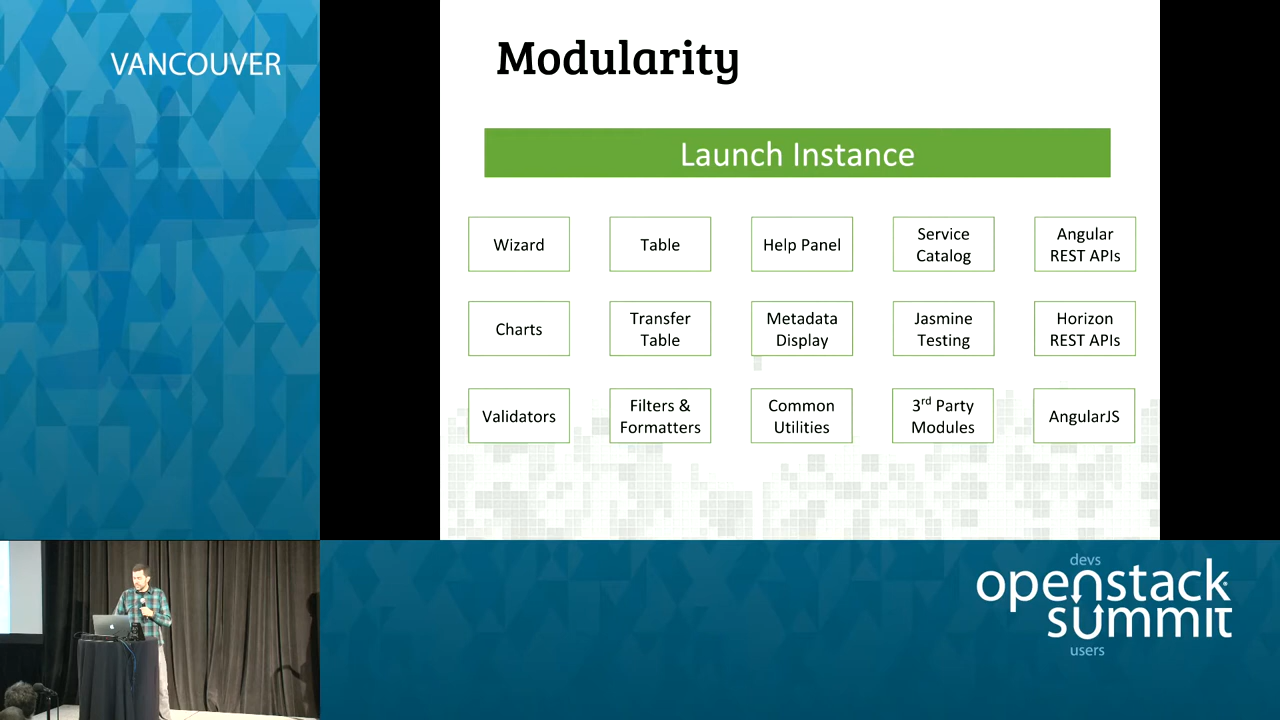 VANCOUVER
Modularity
Launch Instance
Wizard
Table
Help Panel
Service
Catalog
Angular
REST APIs
Charts
Transfer
Table
Metadata
Display
Jasmine
Testing
Horizon
REST APIs
Validators
Filters &
Formatters
Common
Utilities
3rd Party
Modules
AngularJS
devs
openstack
summit
users